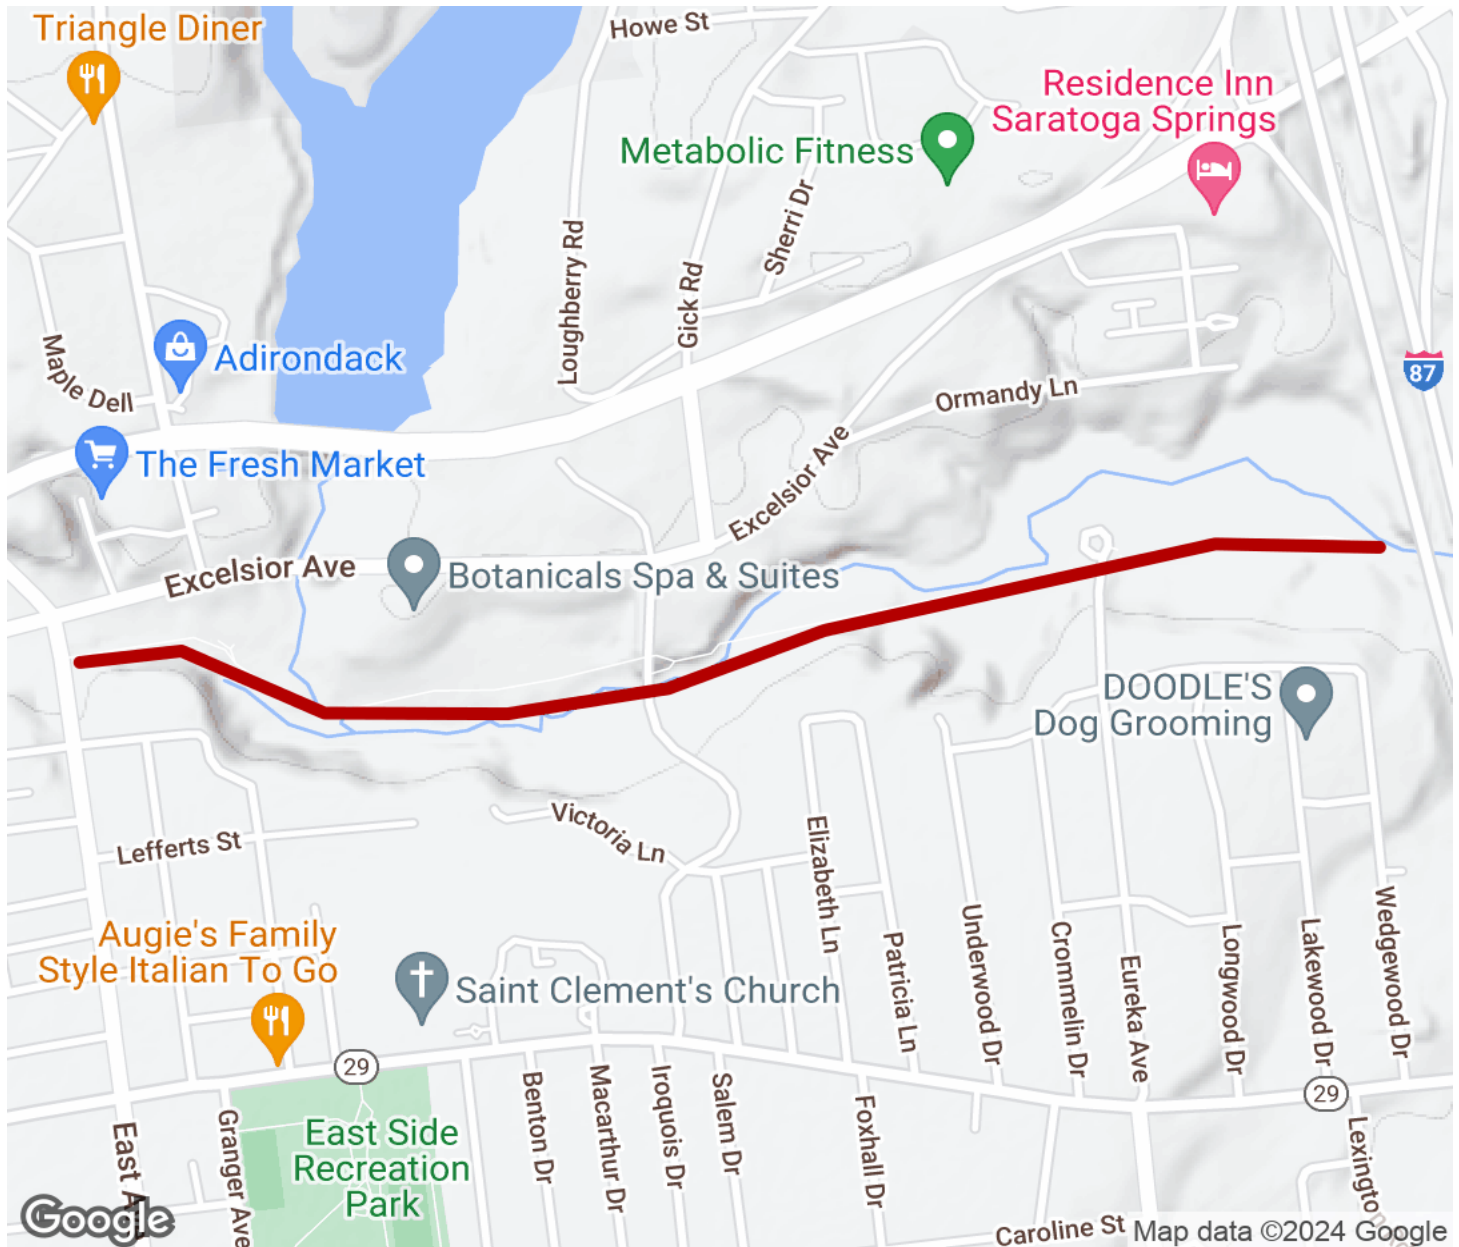 Triangle Diner
Howe St
Residence Inn
Saratoga Springs
Metabolic Fitness
Sherri Dr
Loughberry Rd
Gick Rd
Adirondack
Maple Dell
87
Ormandy Ln
The Fresh Market
Excelsior Ave
Excelsior Ave
Botanicals Spa & Suites
DOODLE'S
Dog Grooming
Victoria Ln
Lefferts St
Elizabeth Ln
Patricia Ln
Underwood Dr
Crommelin Dr
Eureka Ave
Longwood Dr
Lakewood Dr
Wedgewood Dr
Augie's Family
Style Italian To Go
Saint Clement's Church
29
29
Benton Dr
Macarthur Dr
Iroquois Dr
Salem Dr
Foxhall Dr
Lexington
East Side
Recreation
Park
Granger Ave
East A
Caroline St
Google
Map data ©2024 Google